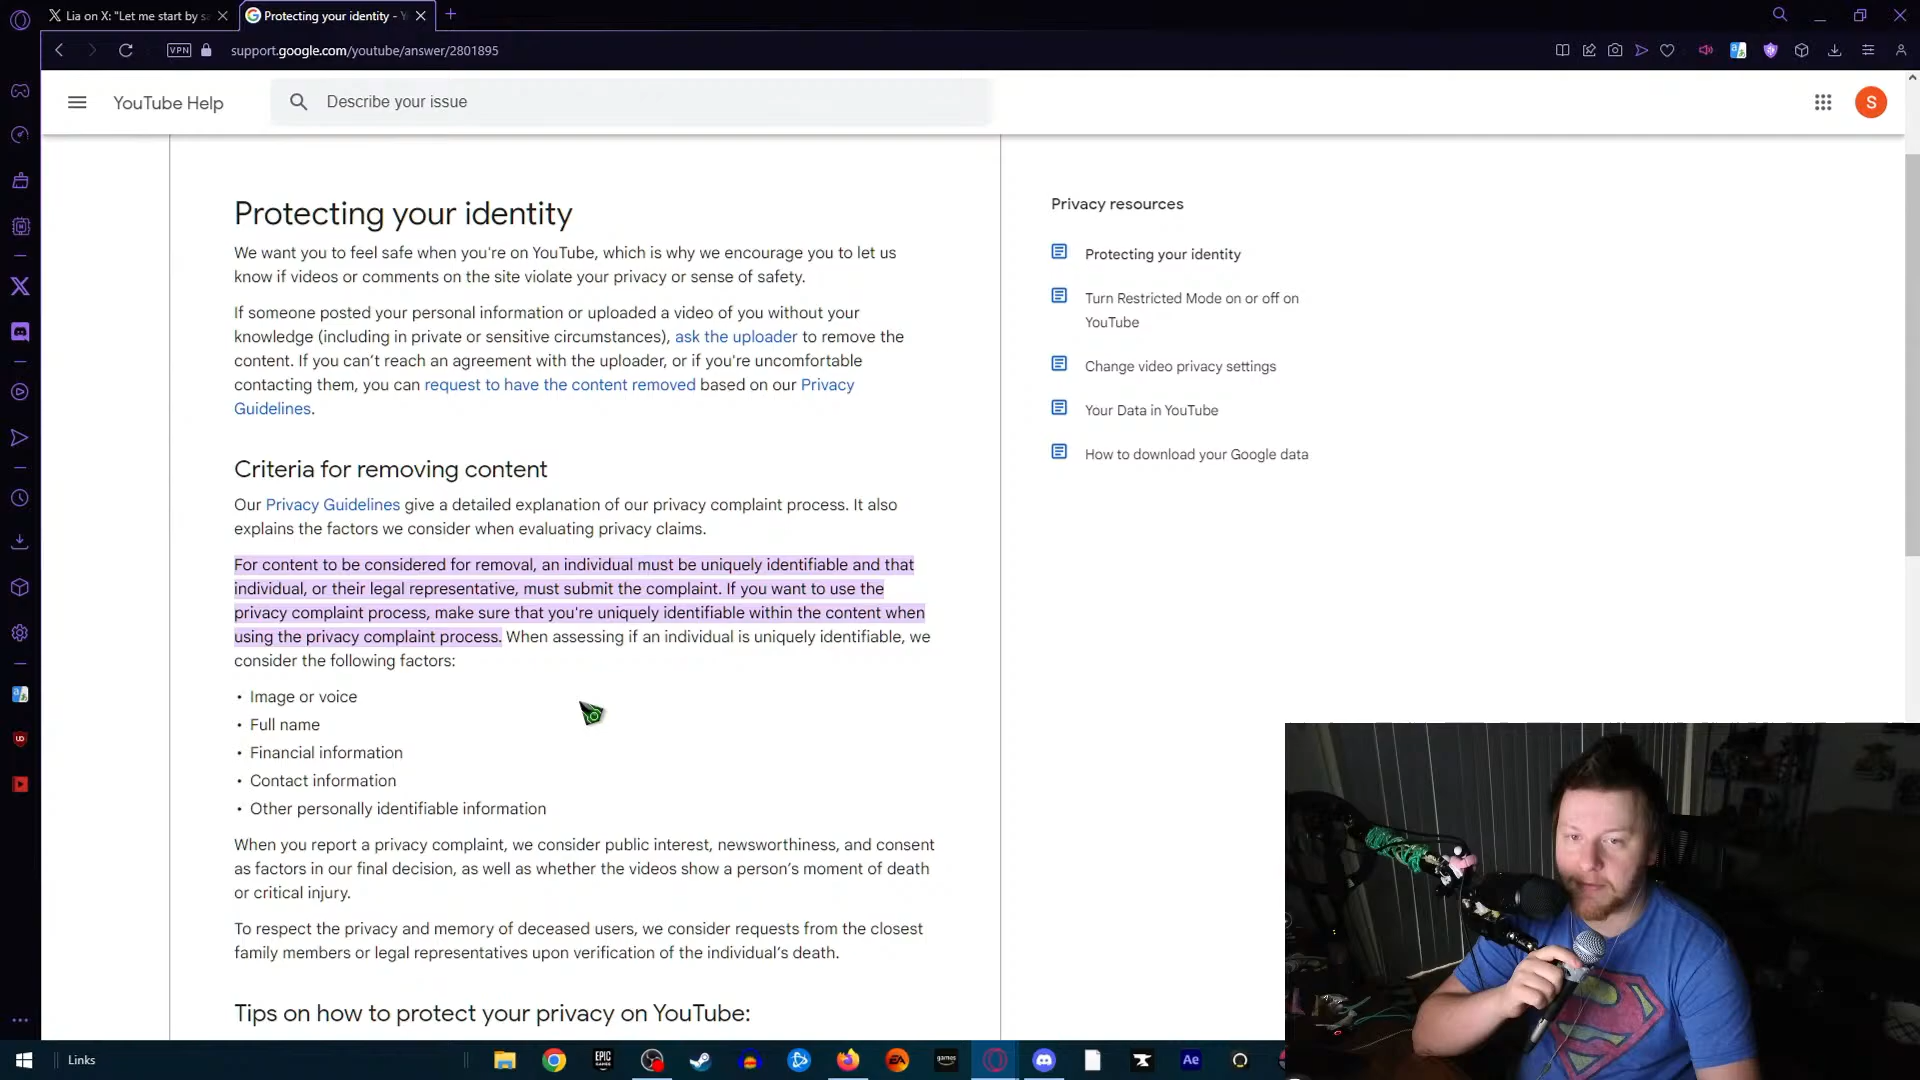 Lia on X: "Let me start by s
Protecting your identity - Y
VPN
support.google.com/youtube/answer/2801895
YouTube Help
Describe your issue
S
Protecting your identity
We want you to feel safe when you're on YouTube, which is why we encourage you to let us
know if videos or comments on the site violate your privacy or sense of safety.
If someone posted your personal information or uploaded a video of you without your
knowledge (including in private or sensitive circumstances), ask the uploader to remove the
content. If you can't reach an agreement with the uploader, or if you're uncomfortable
contacting them, you can request to have the content removed based on our Privacy
Guidelines.
Criteria for removing content
Our Privacy Guidelines give a detailed explanation of our privacy complaint process. It also
explains the factors we consider when evaluating privacy claims.
For content to be considered for removal, an individual must be uniquely identifiable and that
individual, or their legal representative, must submit the complaint. If you want to use the
privacy complaint process, make sure that you're uniquely identifiable within the content when
using the privacy complaint process. When assessing if an individual is uniquely identifiable, we
consider the following factors:
• Image or voice
• Full name
• Financial information
• Contact information
• Other personally identifiable information
When you report a privacy complaint, we consider public interest, newsworthiness, and consent
as factors in our final decision, as well as whether the videos show a person's moment of death
or critical injury.
To respect the privacy and memory of deceased users, we consider requests from the closest
family members or legal representatives upon verification of the individual's death.
Tips on how to protect your privacy on YouTube:
Privacy resources
Protecting your identity
Turn Restricted Mode on or off on
YouTube
Change video privacy settings
Your Data in YouTube
How to download your Google data
Links
EPIC
EA
games
Ae